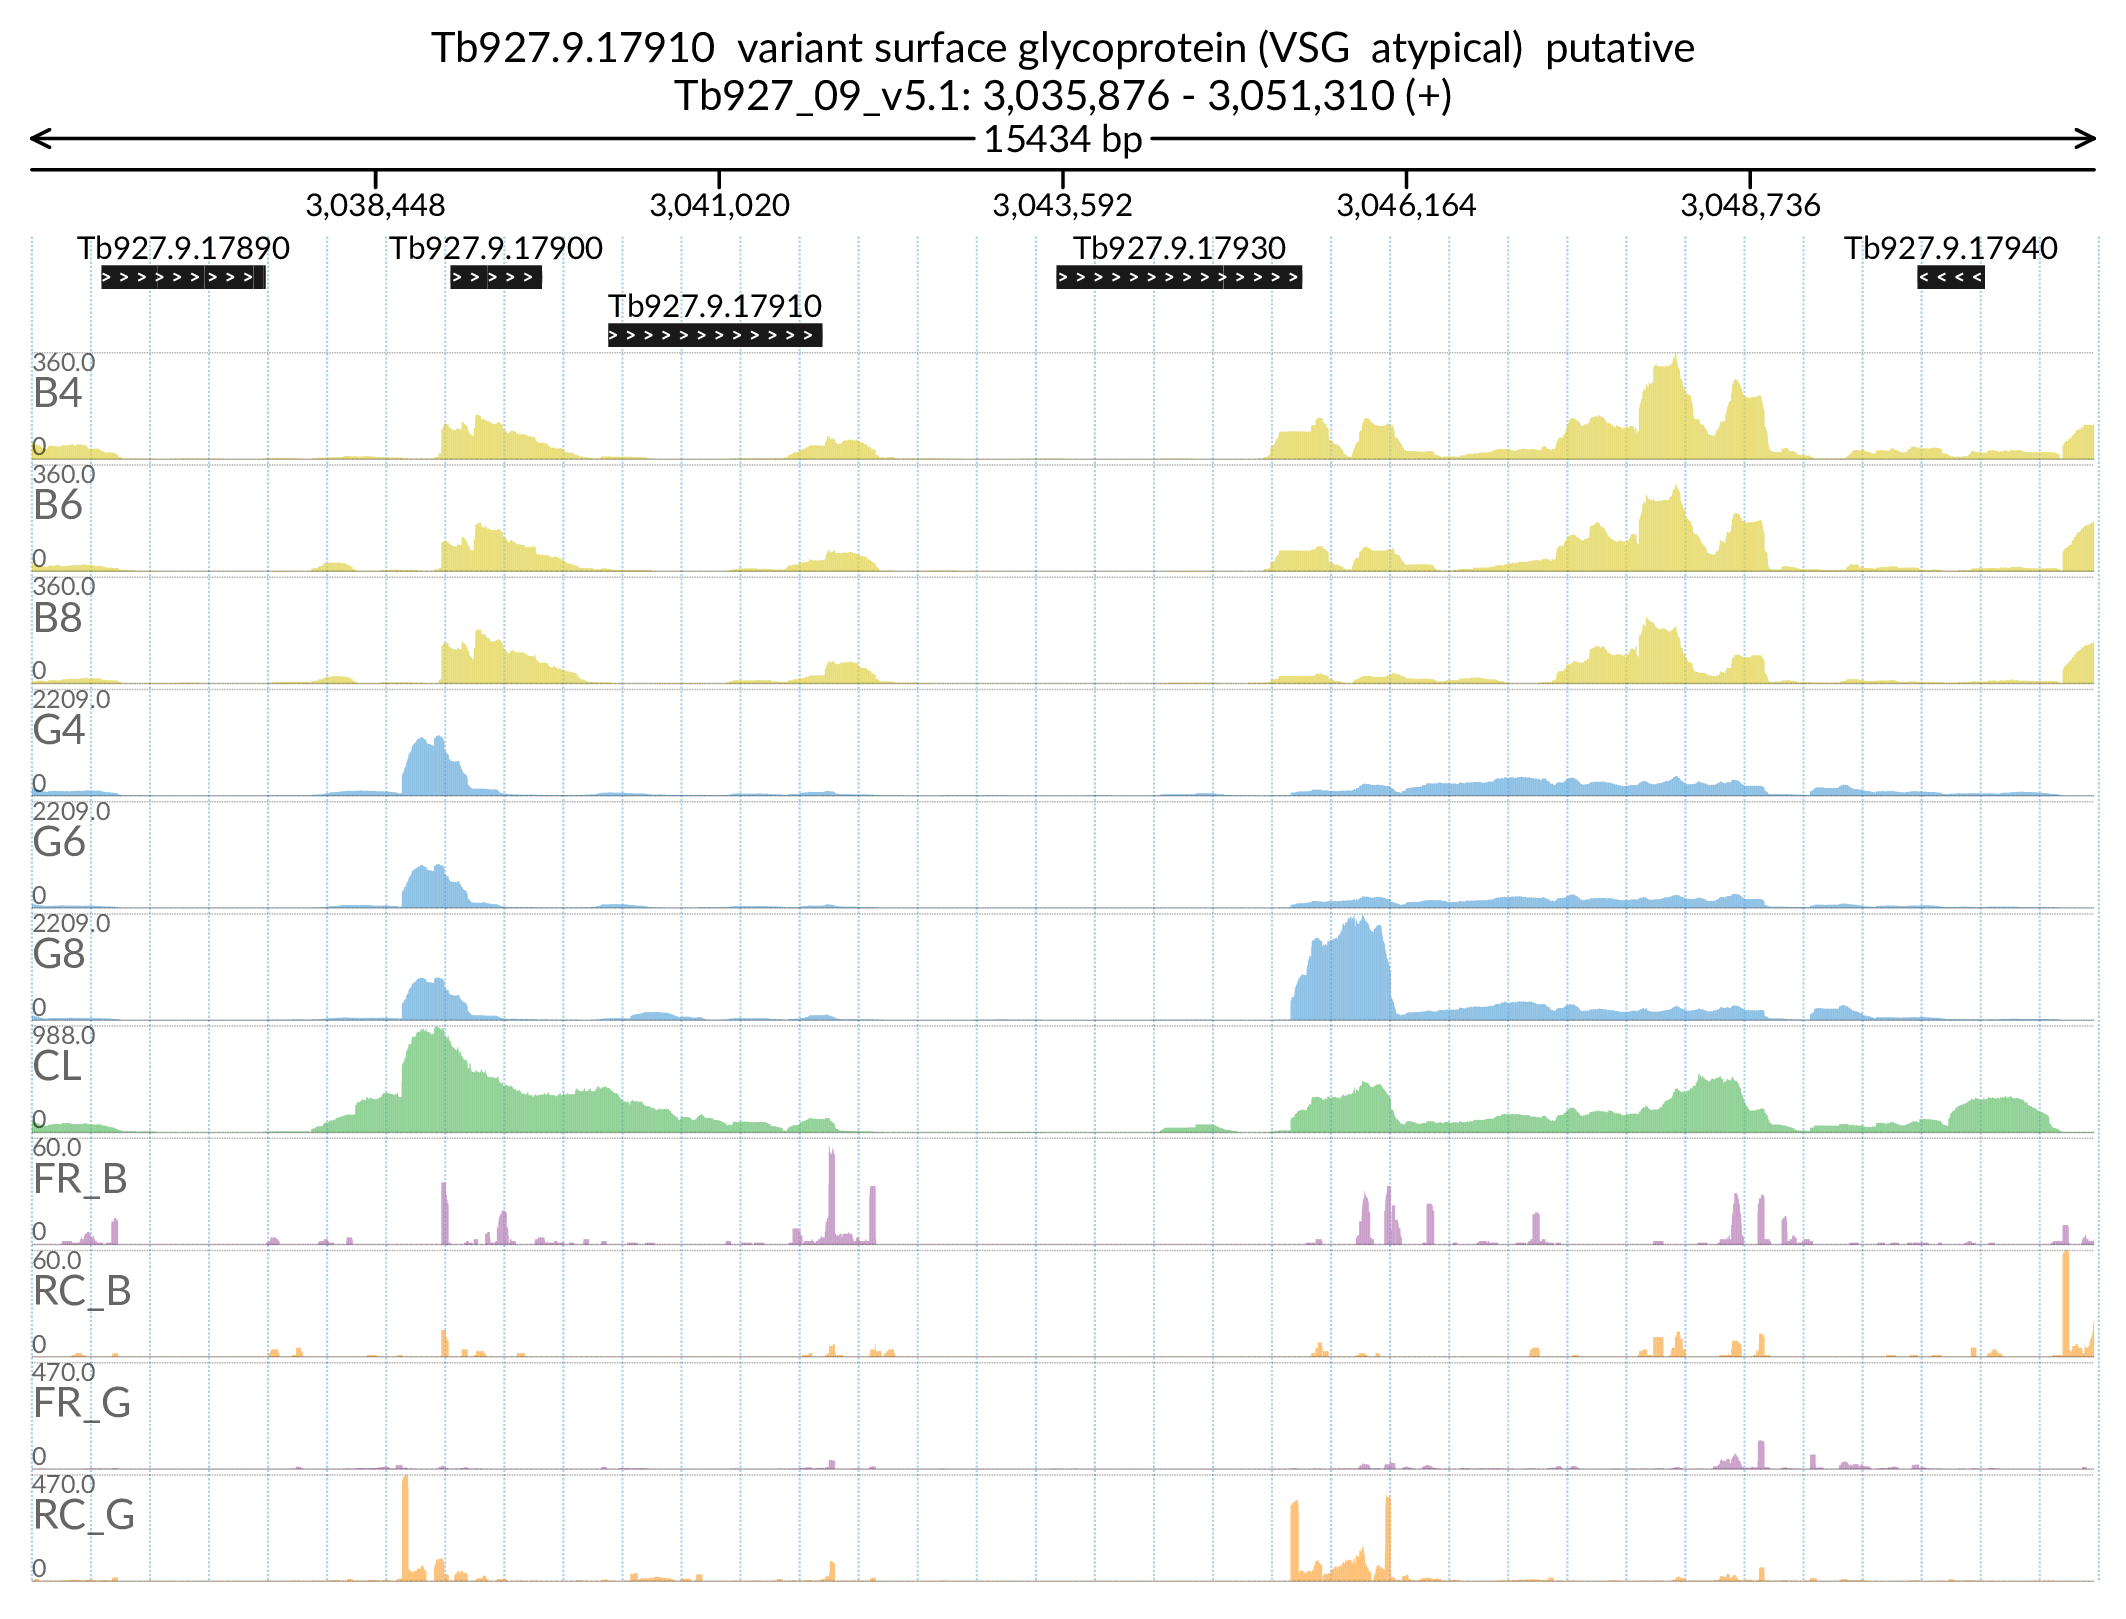 Tb927.9.17910  variant surface glycoprotein (VSG  atypical)  putative
Tb927_09_v5.1: 3,035,876 - 3,051,310 (+)
15434 bp
3,038,448 3,041,020 3,043,592 3,046,164 3,048,736
Tb927.9.17890 Tb927.9.17900 Tb927.9.17930 Tb927.9.17940
Tb927.9.17910
360.0
B4
0
360.0
B6
0
360.0
B8
0
2209.0
G4
0
2209.0
G6
0
2209.0
G8
0
988.0
CL
0
60.0
FR_B
0
60.0
RC_B
0
470.0
FR_G
0
470.0
RC_G
0